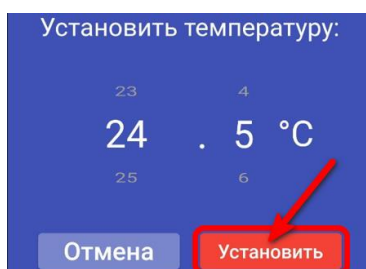 Установить температуру:
23 4
24 . 5 °C
25 6
Отмена Установить